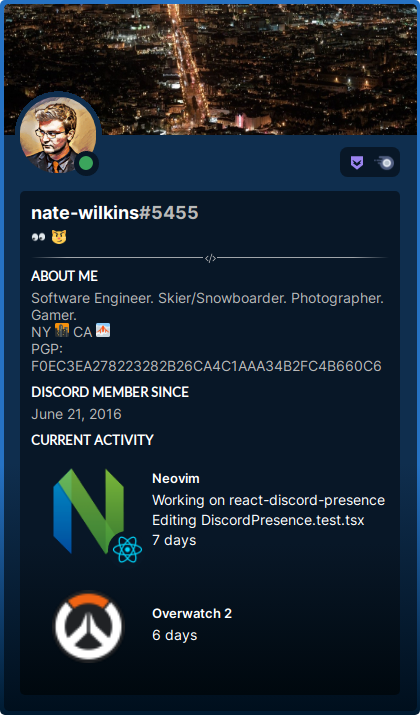 nate-wilkins#5455
👀 😼
</>
ABOUT ME
Software Engineer. Skier/Snowboarder. Photographer.
Gamer.
NY 🌆 CA 🌁
PGP:
F0EC3EA278223282B26CA4C1AAA34B2FC4B660C6
DISCORD MEMBER SINCE
June 21, 2016
CURRENT ACTIVITY
Neovim
Working on react-discord-presence
Editing DiscordPresence.test.tsx
7 days
Overwatch 2
6 days